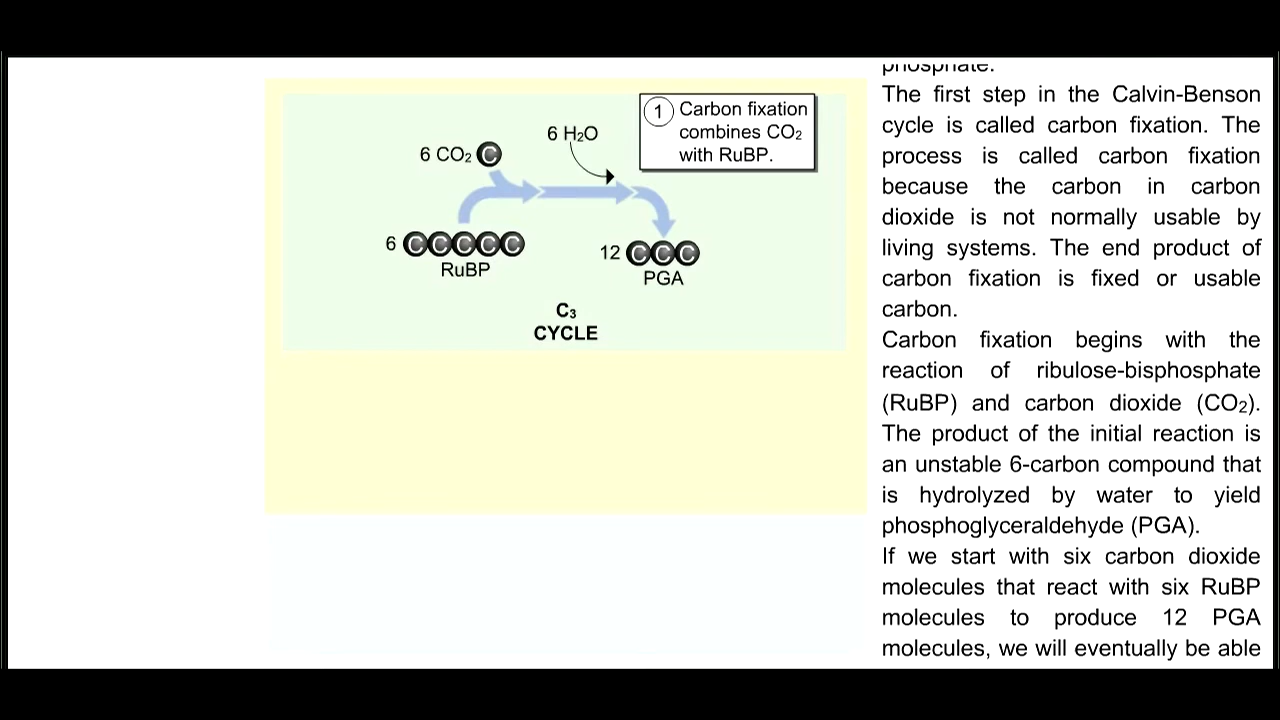 6 CO₂ C
6 H₂O
1 Carbon fixation
combines CO₂
with RuBP.
6 CCCCC
RuBP
12 CCC
PGA
C₃
CYCLE
phosphate.
The first step in the Calvin-Benson
cycle is called carbon fixation. The
process is called carbon fixation
because the carbon in carbon
dioxide is not normally usable by
living systems. The end product of
carbon fixation is fixed or usable
carbon.
Carbon fixation begins with the
reaction of ribulose-bisphosphate
(RuBP) and carbon dioxide (CO₂).
The product of the initial reaction is
an unstable 6-carbon compound that
is hydrolyzed by water to yield
phosphoglyceraldehyde (PGA).
If we start with six carbon dioxide
molecules that react with six RuBP
molecules to produce 12 PGA
molecules, we will eventually be able